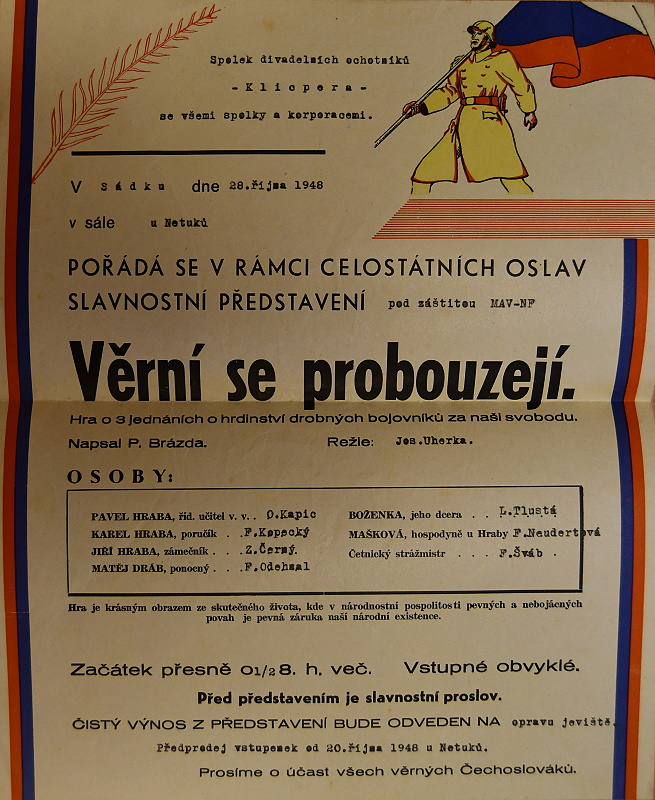 Spolek divadelních ochotníků
- K l i c p e r a -
se všemi spolky a korporacemi.
V S á d k u dne 28.října 1948
v sále u Netuků
POŘÁDÁ SE V RÁMCI CELOSTÁTNÍCH OSLAV
SLAVNOSTNÍ PŘEDSTAVENÍ pod záštitou MAV-NF
Věrní se probouzejí.
Hra o 3 jednáních o hrdinství drobných bojovníků za naši svobodu.
Napsal P. Brázda. Režie: Jos.Uherka.
OSOBY:
PAVEL HRABA, říd. učitel v. v. . O.Kapic
KAREL HRABA, poručík . . F.Kopecký
JIŘÍ HRABA, zámečník . . . Z.Černý.
MATĚJ DRÁB, ponocný . . . F.Odehnal
BOŽENKA, jeho dcera . . L.Tlustá
MAŠKOVÁ, hospodyně u Hraby F.Neudertová
Četnický strážmistr . . . F.Šváb .
Hra je krásným obrazem ze skutečného života, kde v národnostní pospolitosti pevných a nebojácných
povah je pevná záruka naší národní existence.
Začátek přesně o1/28. h, več. Vstupné obvyklé.
Před představením je slavnostní proslov.
ČISTÝ VÝNOS Z PŘEDSTAVENÍ BUDE ODVEDEN NA opravu jeviště.
Předprodej vstupenek od 20.října 1948 u Netuků.
Prosíme o účast všech věrných Čechoslováků.